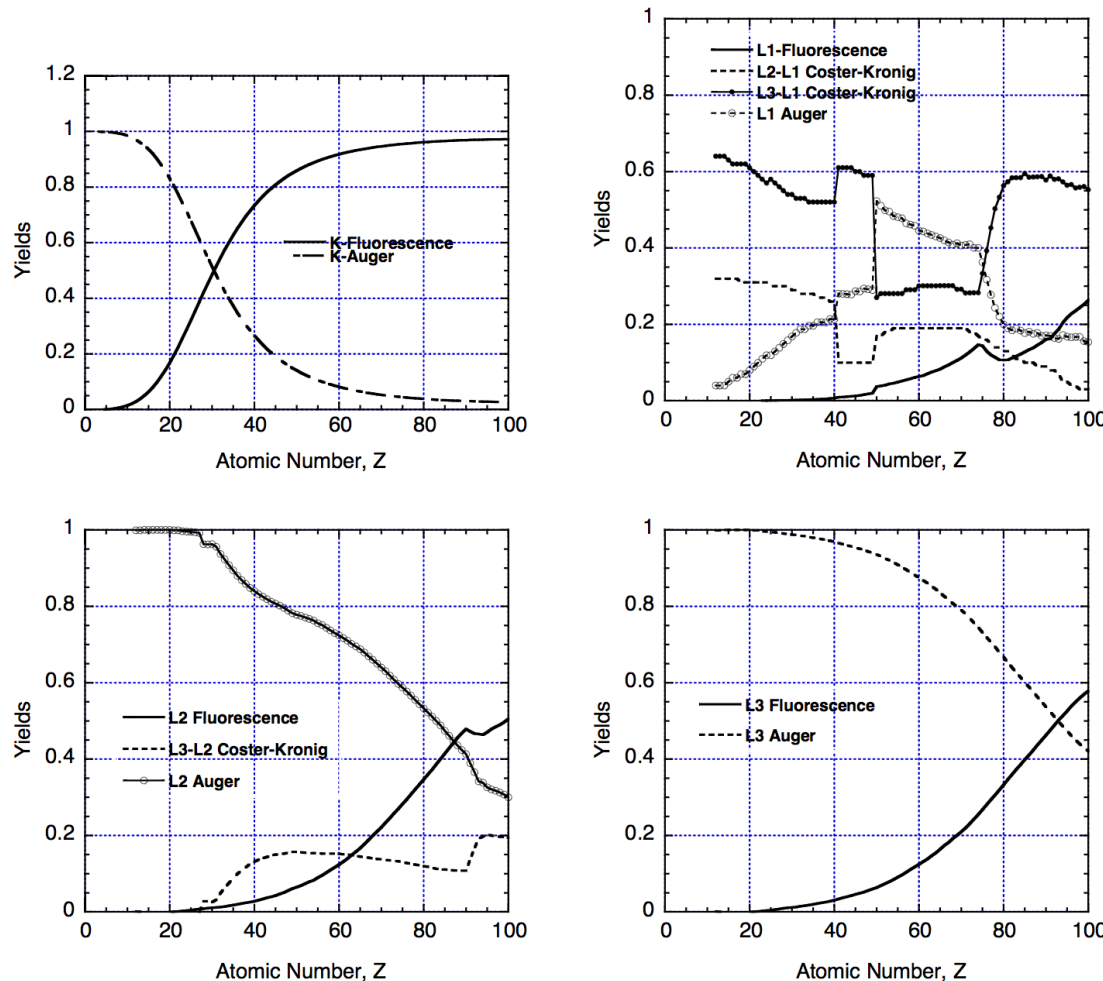 1.2
1
0.8
0.6
0.4
0.2
0
Yields
K-Fluorescence
K-Auger
0 20 40 60 80 100
Atomic Number, Z
1
0.8
0.6
0.4
0.2
0
Yields
L1-Fluorescence
L2-L1 Coster-Kronig
L3-L1 Coster-Kronig
L1 Auger
0 20 40 60 80 100
Atomic Number, Z
1
0.8
0.6
0.4
0.2
0
Yields
L2 Fluorescence
L3-L2 Coster-Kronig
L2 Auger
0 20 40 60 80 100
Atomic Number, Z
1
0.8
0.6
0.4
0.2
0
Yields
L3 Fluorescence
L3 Auger
0 20 40 60 80 100
Atomic Number, Z